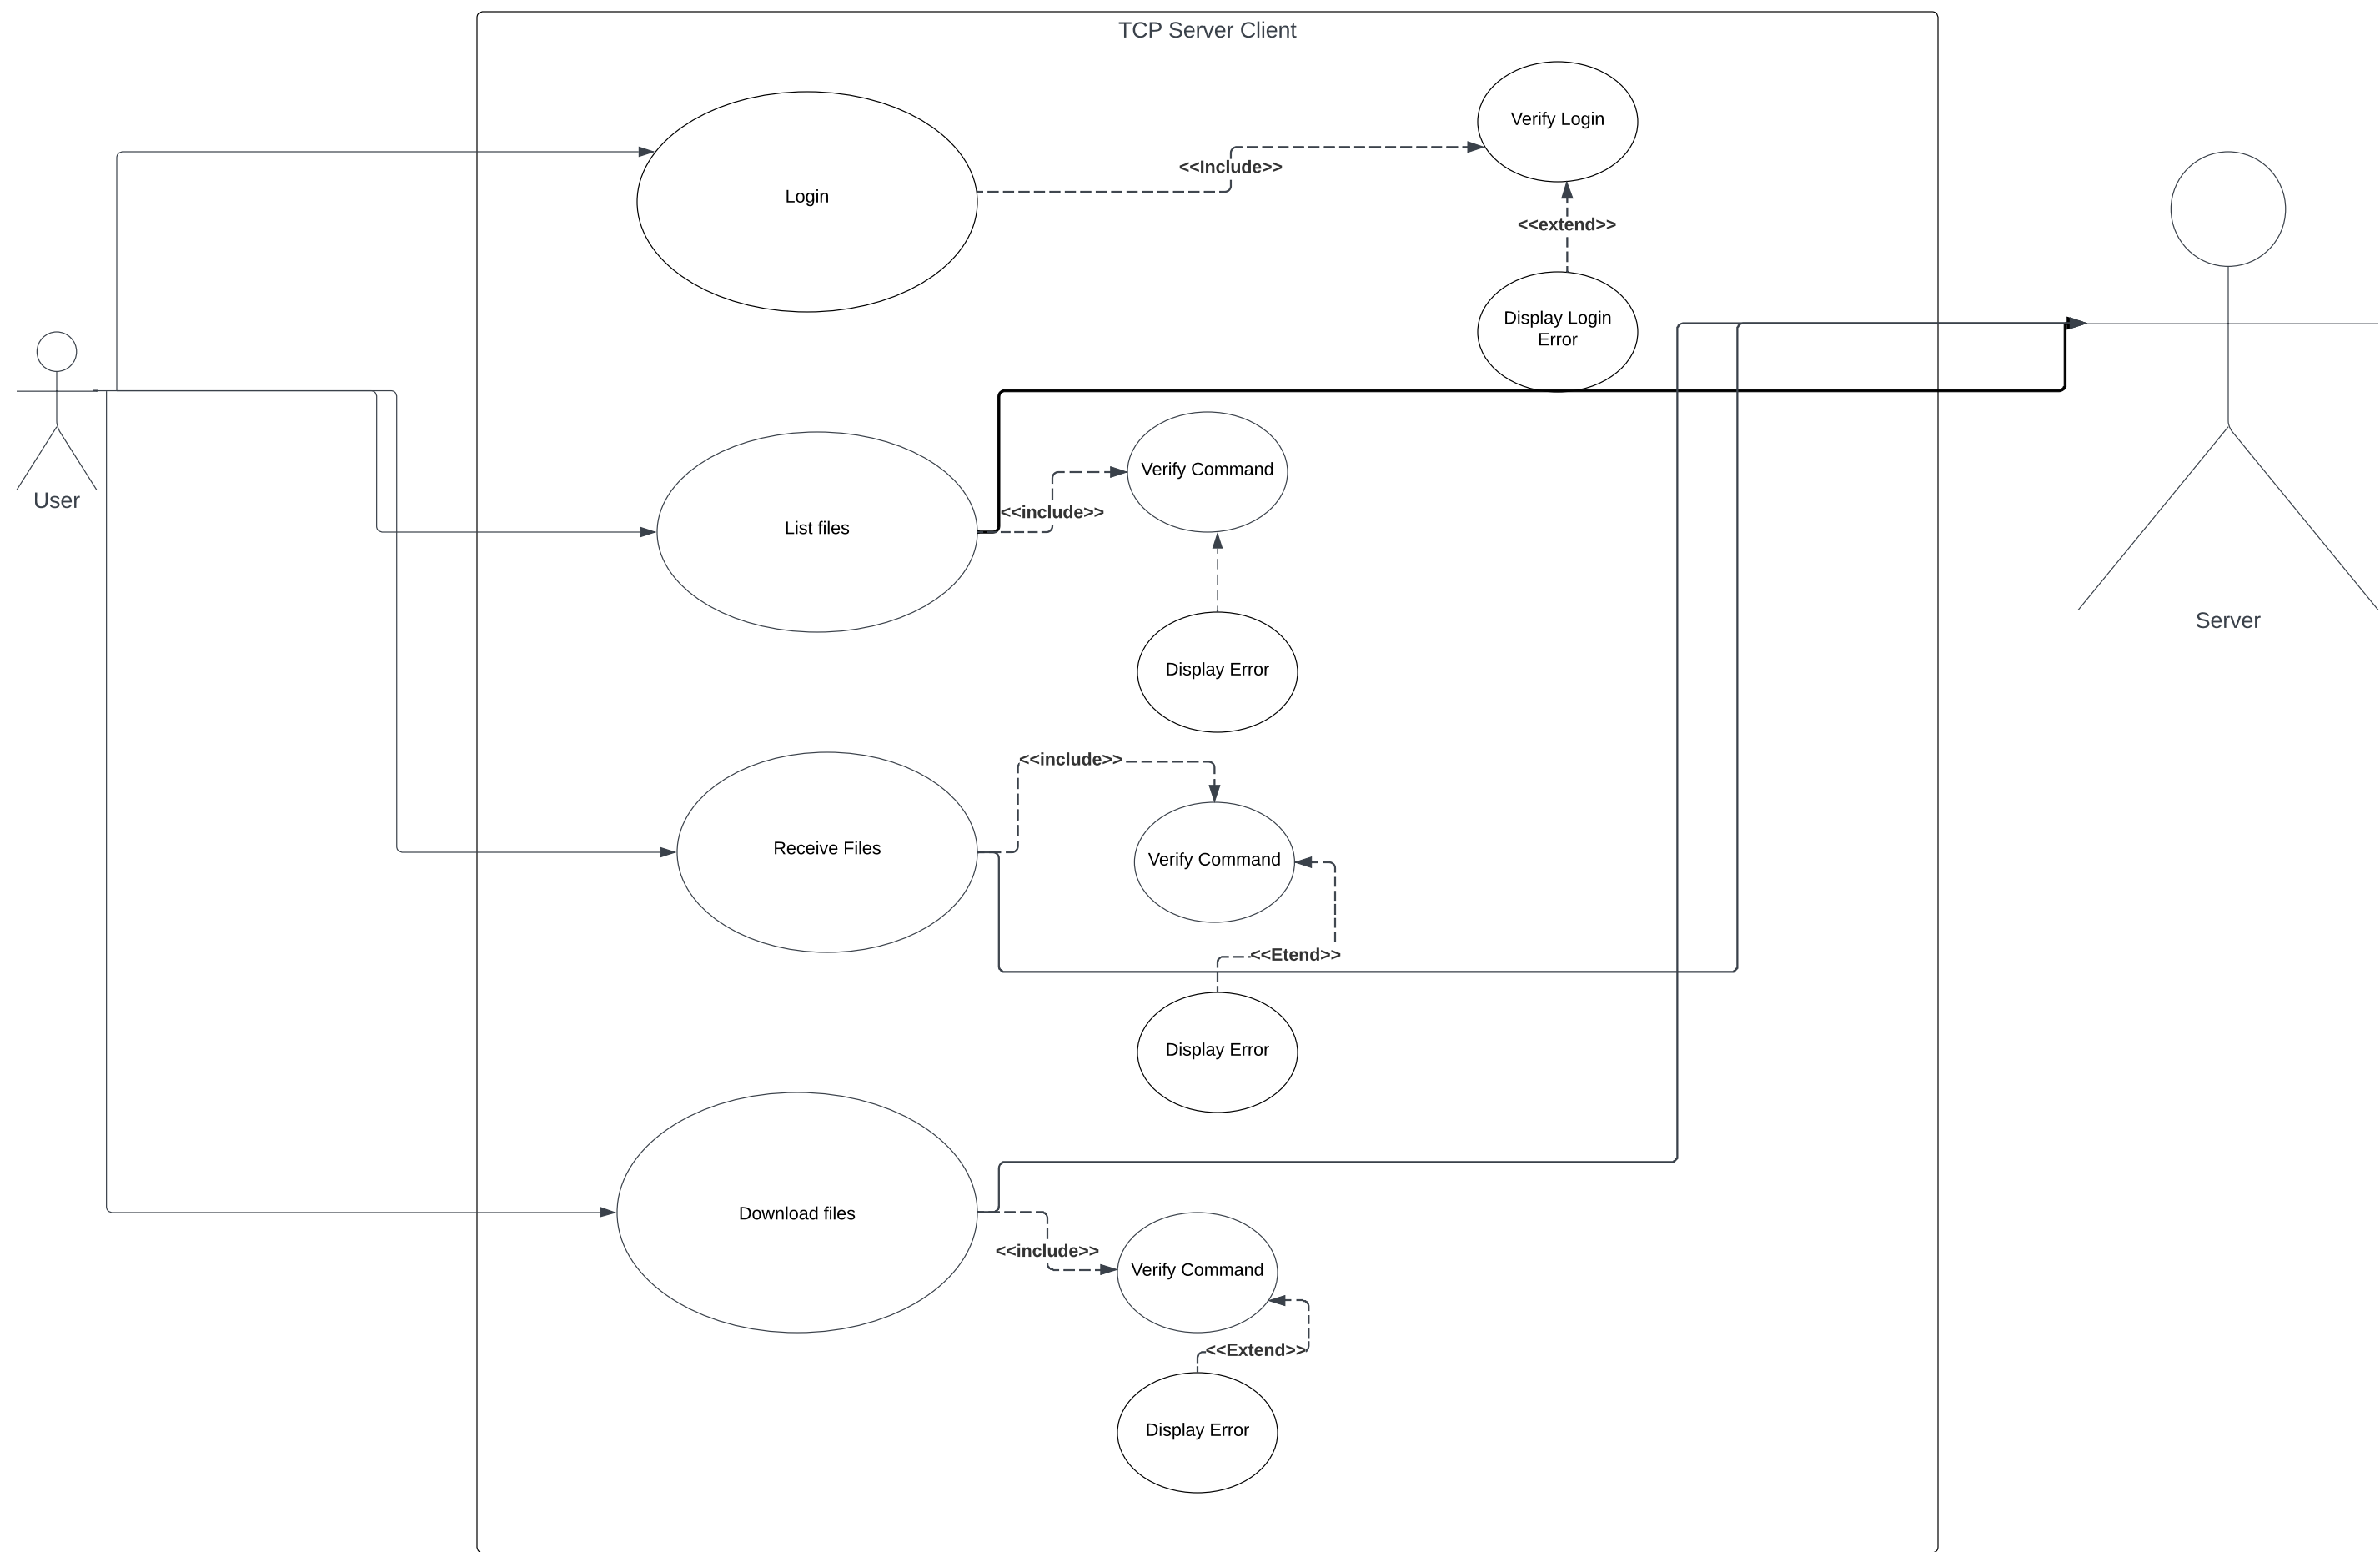 TCP Server Client
Verify Login
<<Include>>
Login
<<extend>>
Display Login
Error
Verify Command
User
<<include>>
List files
Server
Display Error
<<include>>
Receive Files
Verify Command
<<Etend>>
Display Error
Download files
<<include>>
Verify Command
<<Extend>>
Display Error